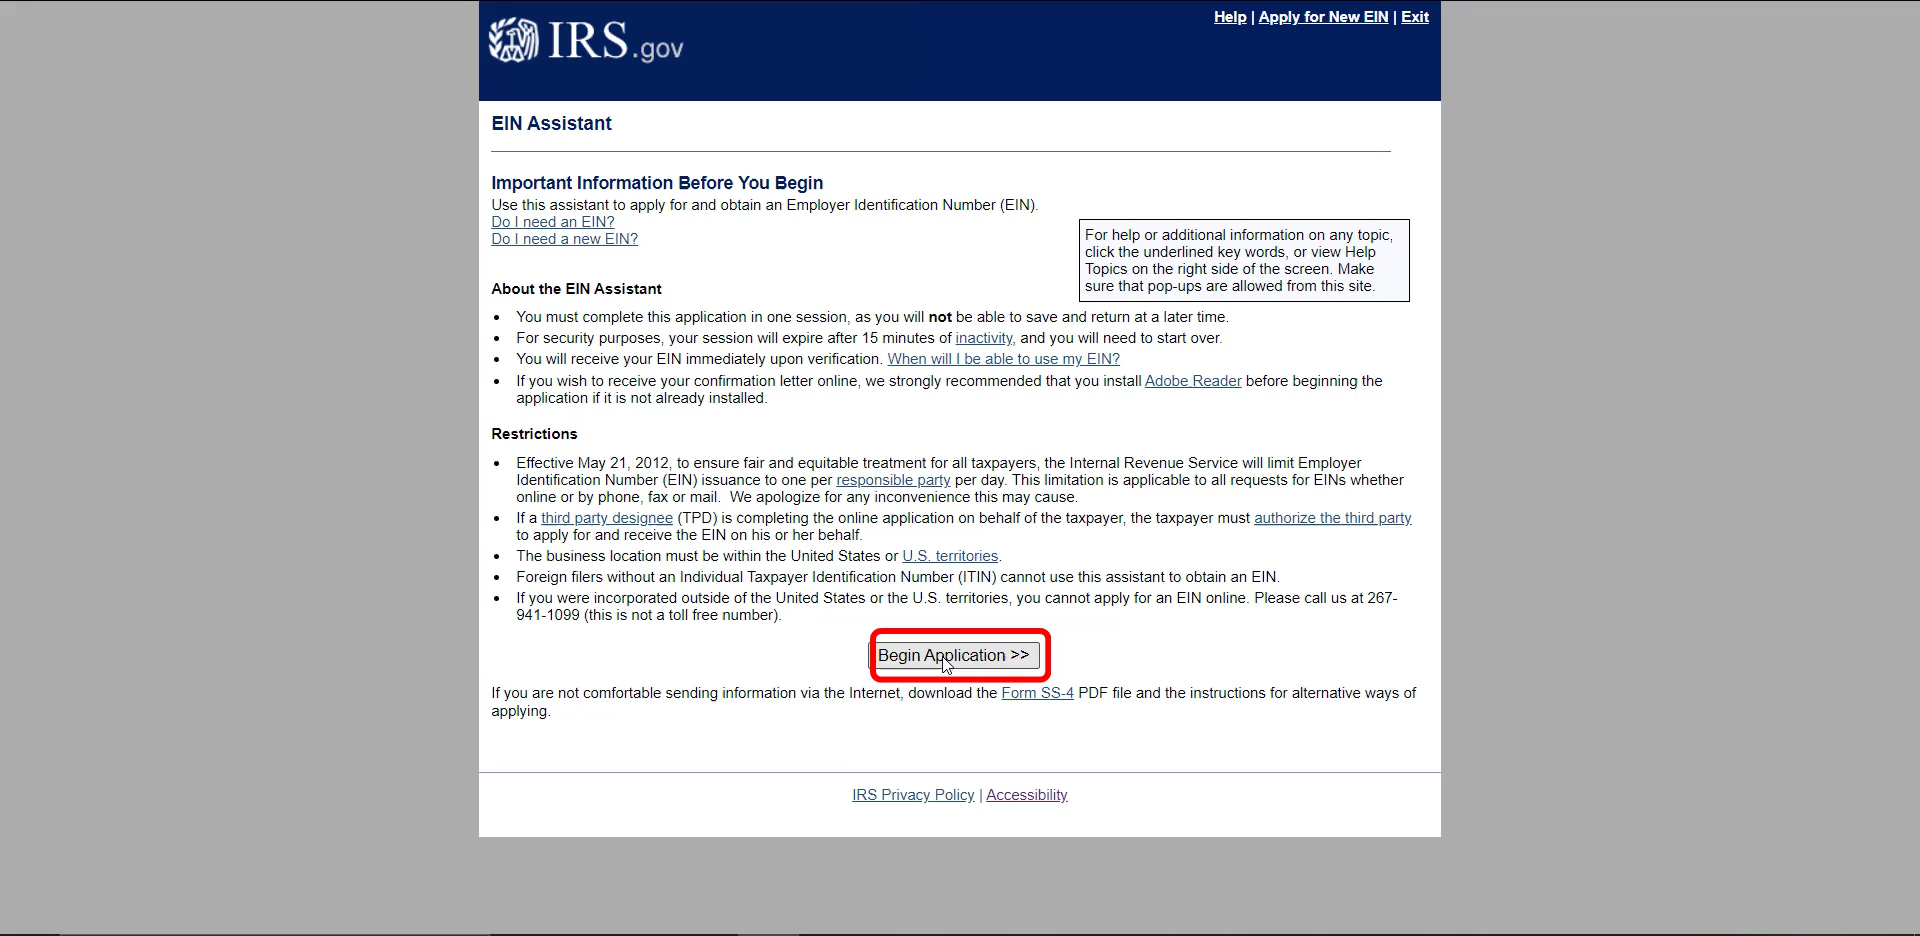 IRS.gov
Help | Apply for New EIN | Exit
EIN Assistant
Important Information Before You Begin
Use this assistant to apply for and obtain an Employer Identification Number (EIN).
Do I need an EIN?
Do I need a new EIN?
For help or additional information on any topic,
click the underlined key words, or view Help
Topics on the right side of the screen. Make
sure that pop-ups are allowed from this site.
About the EIN Assistant
• You must complete this application in one session, as you will not be able to save and return at a later time.
• For security purposes, your session will expire after 15 minutes of inactivity, and you will need to start over.
• You will receive your EIN immediately upon verification. When will I be able to use my EIN?
• If you wish to receive your confirmation letter online, we strongly recommended that you install Adobe Reader before beginning the
application if it is not already installed.
Restrictions
• Effective May 21, 2012, to ensure fair and equitable treatment for all taxpayers, the Internal Revenue Service will limit Employer
Identification Number (EIN) issuance to one per responsible party per day. This limitation is applicable to all requests for EINs whether
online or by phone, fax or mail. We apologize for any inconvenience this may cause.
• If a third party designee (TPD) is completing the online application on behalf of the taxpayer, the taxpayer must authorize the third party
to apply for and receive the EIN on his or her behalf.
• The business location must be within the United States or U.S. territories.
• Foreign filers without an Individual Taxpayer Identification Number (ITIN) cannot use this assistant to obtain an EIN.
• If you were incorporated outside of the United States or the U.S. territories, you cannot apply for an EIN online. Please call us at 267-
941-1099 (this is not a toll free number).
Begin Application >>
If you are not comfortable sending information via the Internet, download the Form SS-4 PDF file and the instructions for alternative ways of
applying.
IRS Privacy Policy | Accessibility